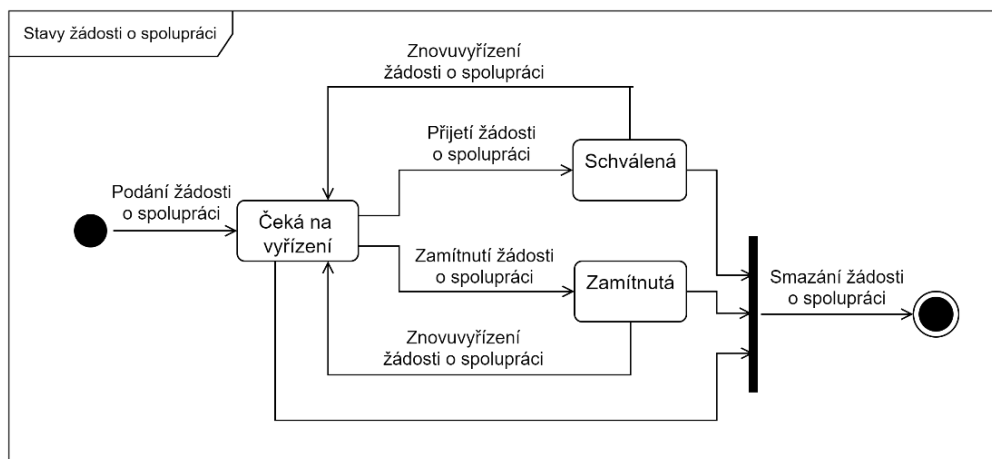 Stavy žádosti o spolupráci
Znovuvyřízení
žádosti o spolupráci
Přijetí žádosti
o spolupráci
Schválená
Podání žádosti
o spolupráci
Čeká na
vyřízení
Zamítnutí žádosti
o spolupráci
Zamítnutá
Smazání žádosti
o spolupráci
Znovuvyřízení
žádosti o spolupráci